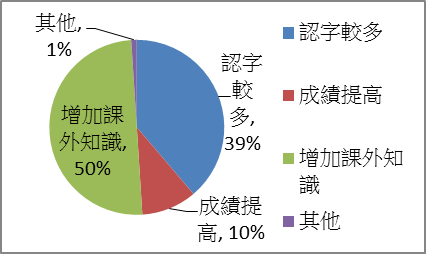 其他,
1%
認字
較
多,
39%
增加課
外知識,
50%
成績提
高, 10%
認字較多
成績提高
增加課外知
識
其他